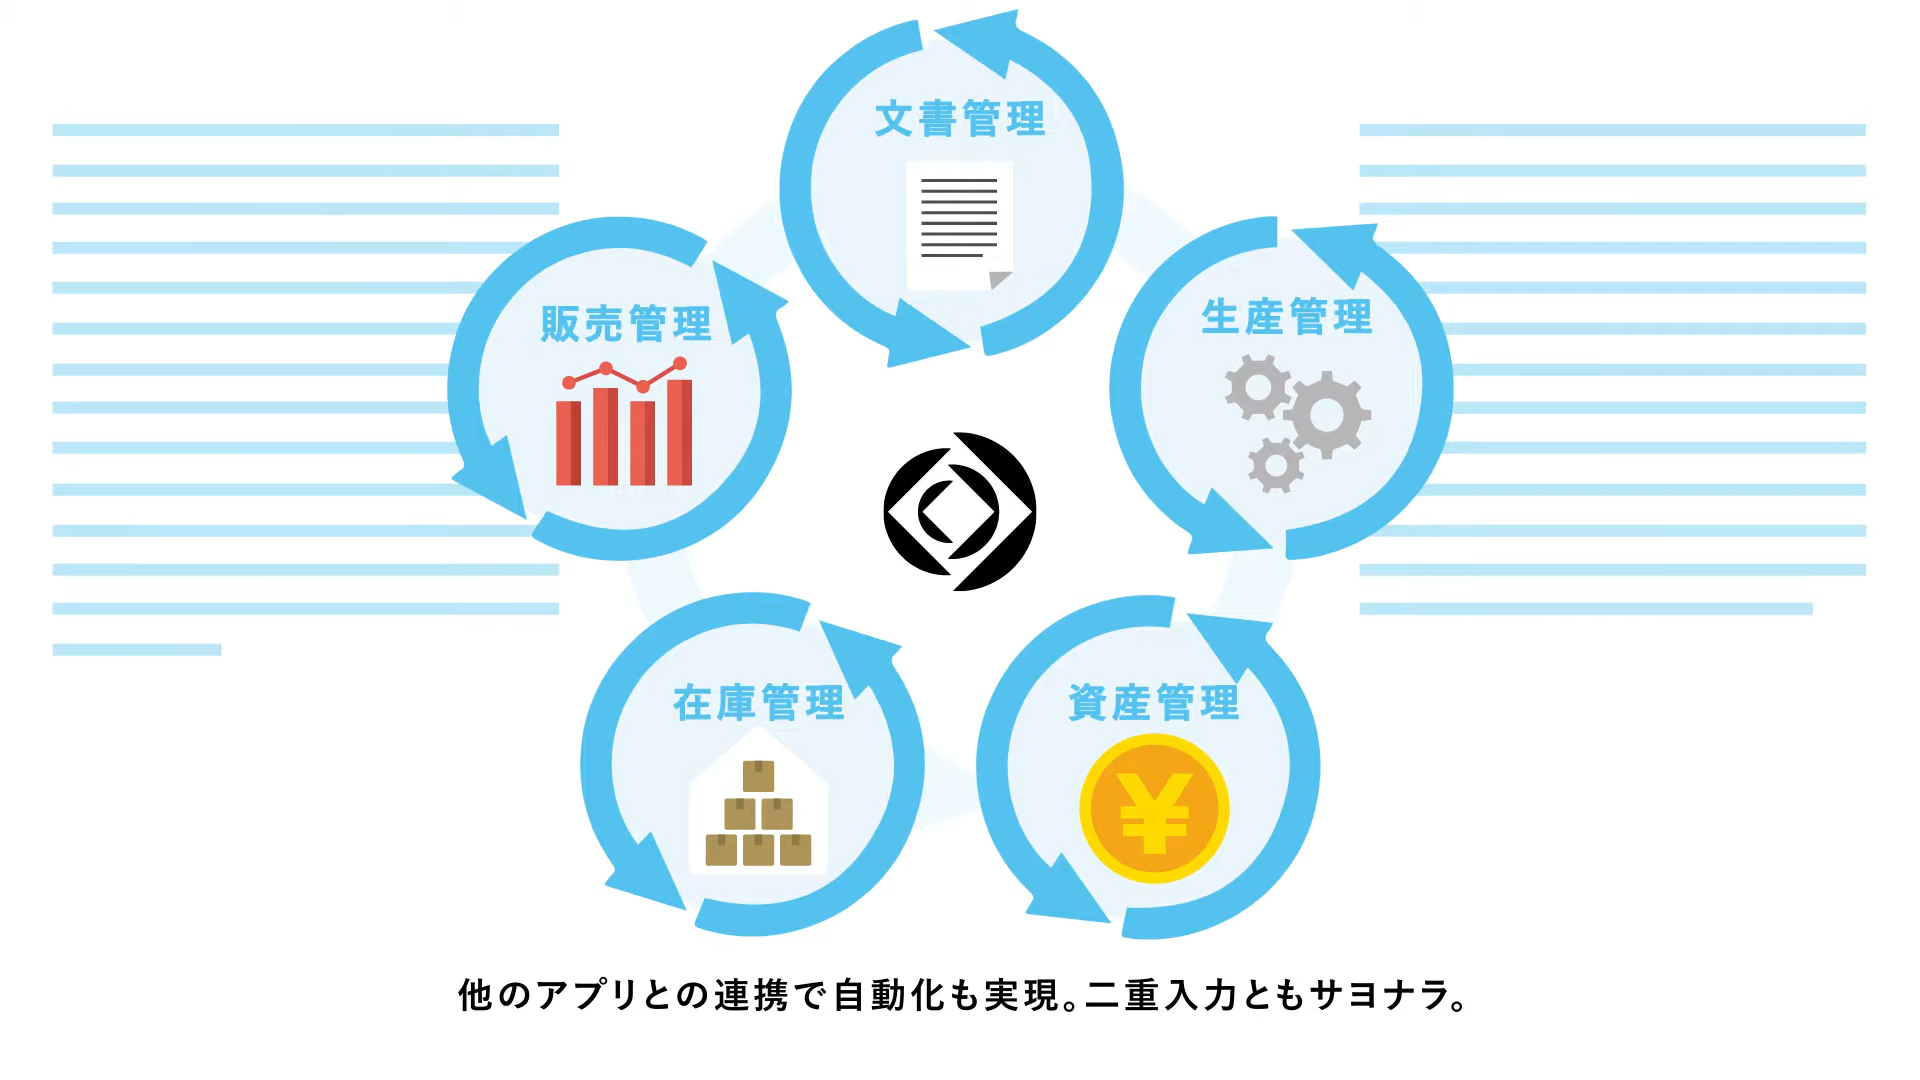 文書管理
販売管理
生産管理
在庫管理
資産管理
¥
他のアプリとの連携で自動化も実現。二重入力ともサヨナラ。